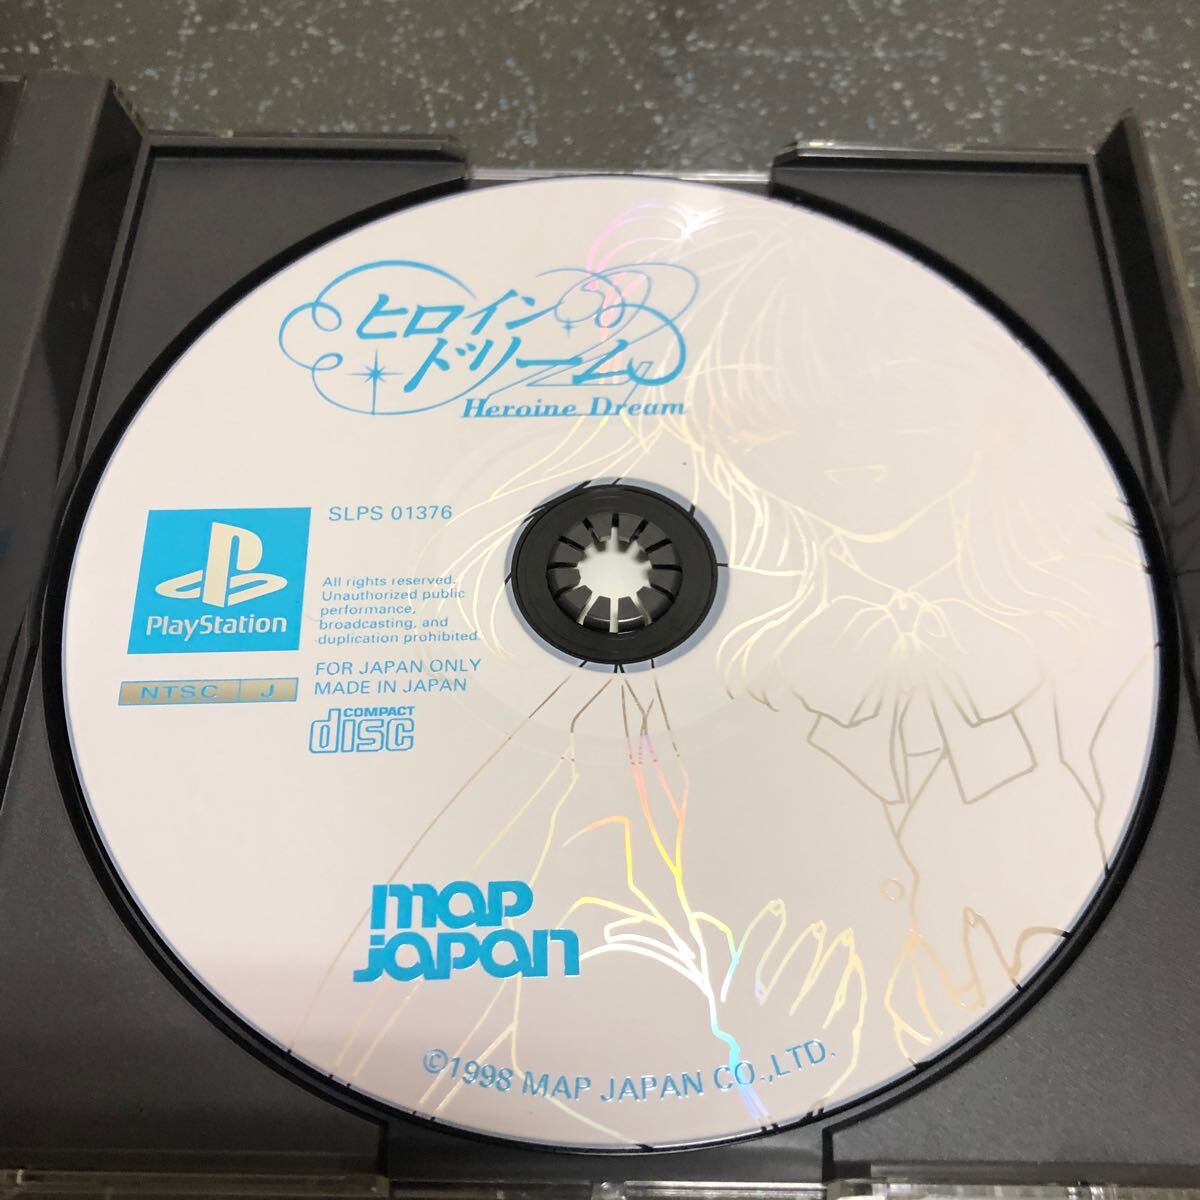 ヒロイン
ドリーム
Heroine Dream
SLPS 01376
PlayStation
All rights reserved.
Unauthorized public
performance,
broadcasting, and
duplication prohibited.
NTSC J
FOR JAPAN ONLY
MADE IN JAPAN
COMPACT
disc
map
japan
©1998 MAP JAPAN CO.,LTD.